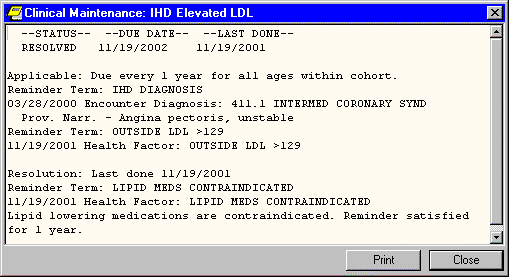 Clinical Maintenance: IHD Elevated LDL
--STATUS-- --DUE DATE-- --LAST DONE--
RESOLVED 11/19/2002 11/19/2001
Applicable: Due every 1 year for all ages within cohort.
Reminder Term: IHD DIAGNOSIS
03/28/2000 Encounter Diagnosis: 411.1 INTERMED CORONARY SYND
Prov. Narr. - Angina pectoris, unstable
Reminder Term: OUTSIDE LDL >129
11/19/2001 Health Factor: OUTSIDE LDL >129
Resolution: Last done 11/19/2001
Reminder Term: LIPID MEDS CONTRAINDICATED
11/19/2001 Health Factor: LIPID MEDS CONTRAINDICATED
Lipid lowering medications are contraindicated. Reminder satisfied
for 1 year.
Print Close